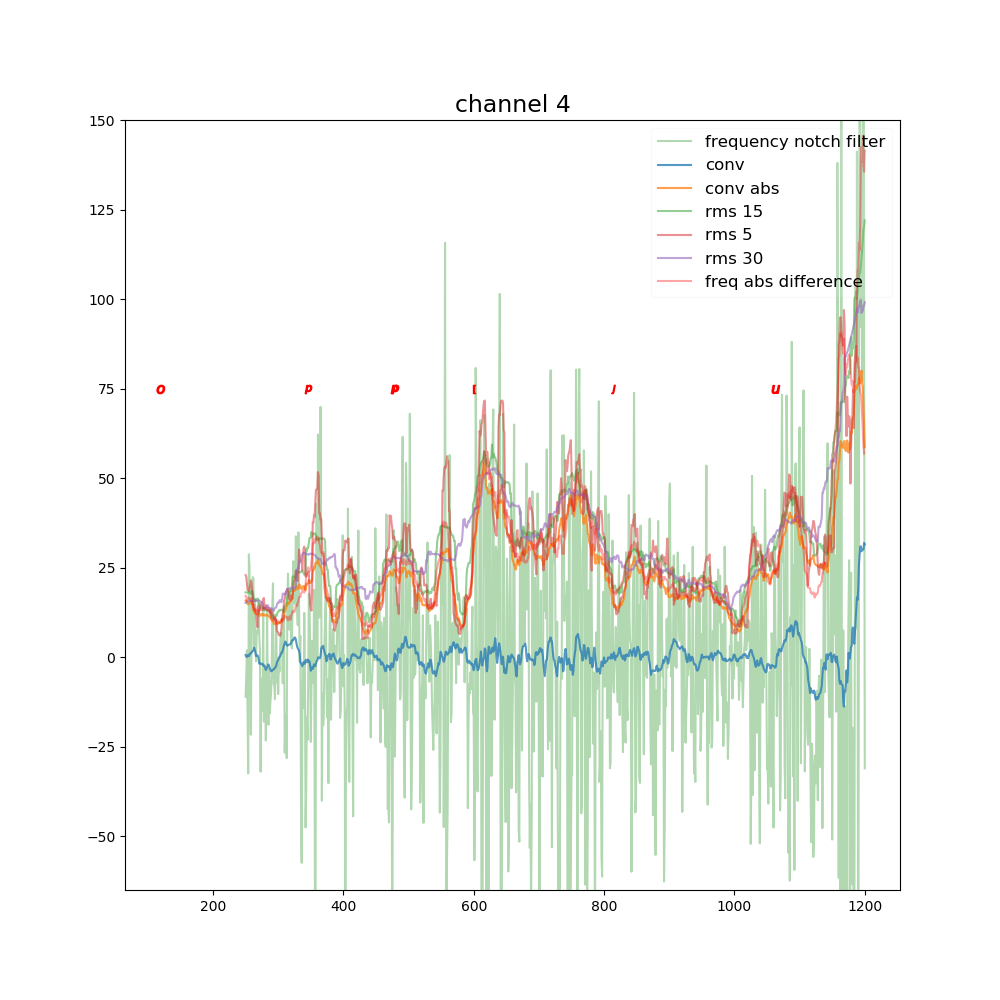 channel 4
150
125
100
75
50
25
0
−25
−50
frequency notch filter
conv
conv abs
rms 15
rms 5
rms 30
freq abs difference
o p p J u
200 400 600 800 1000 1200